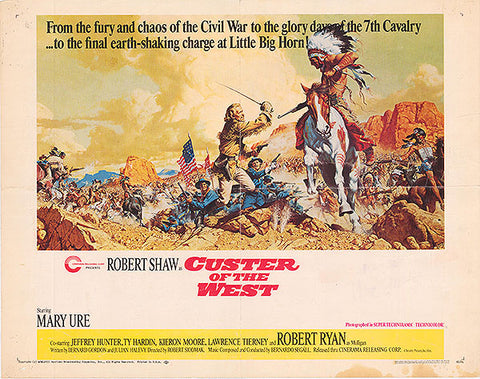 From the fury and chaos of the Civil War to the glory days of the 7th Cavalry
...to the final earth-shaking charge at Little Big Horn!
PRESENTS
ROBERT SHAW as CUSTER
OF THE
WEST
Starring
MARY URE
Photographed in SUPER TECHNIRAMA TECHNICOLOR
Co-starring JEFFREY HUNTER, TY HARDIN, KIERON MOORE, LAWRENCE TIERNEY and ROBERT RYAN as Mulligan
Written by BERNARD GORDON and JULIAN HALEVY Directed by ROBERT SIODMAK Music Composed and Conducted by BERNARDO SEGALL Released thru CINERAMA RELEASING CORP.